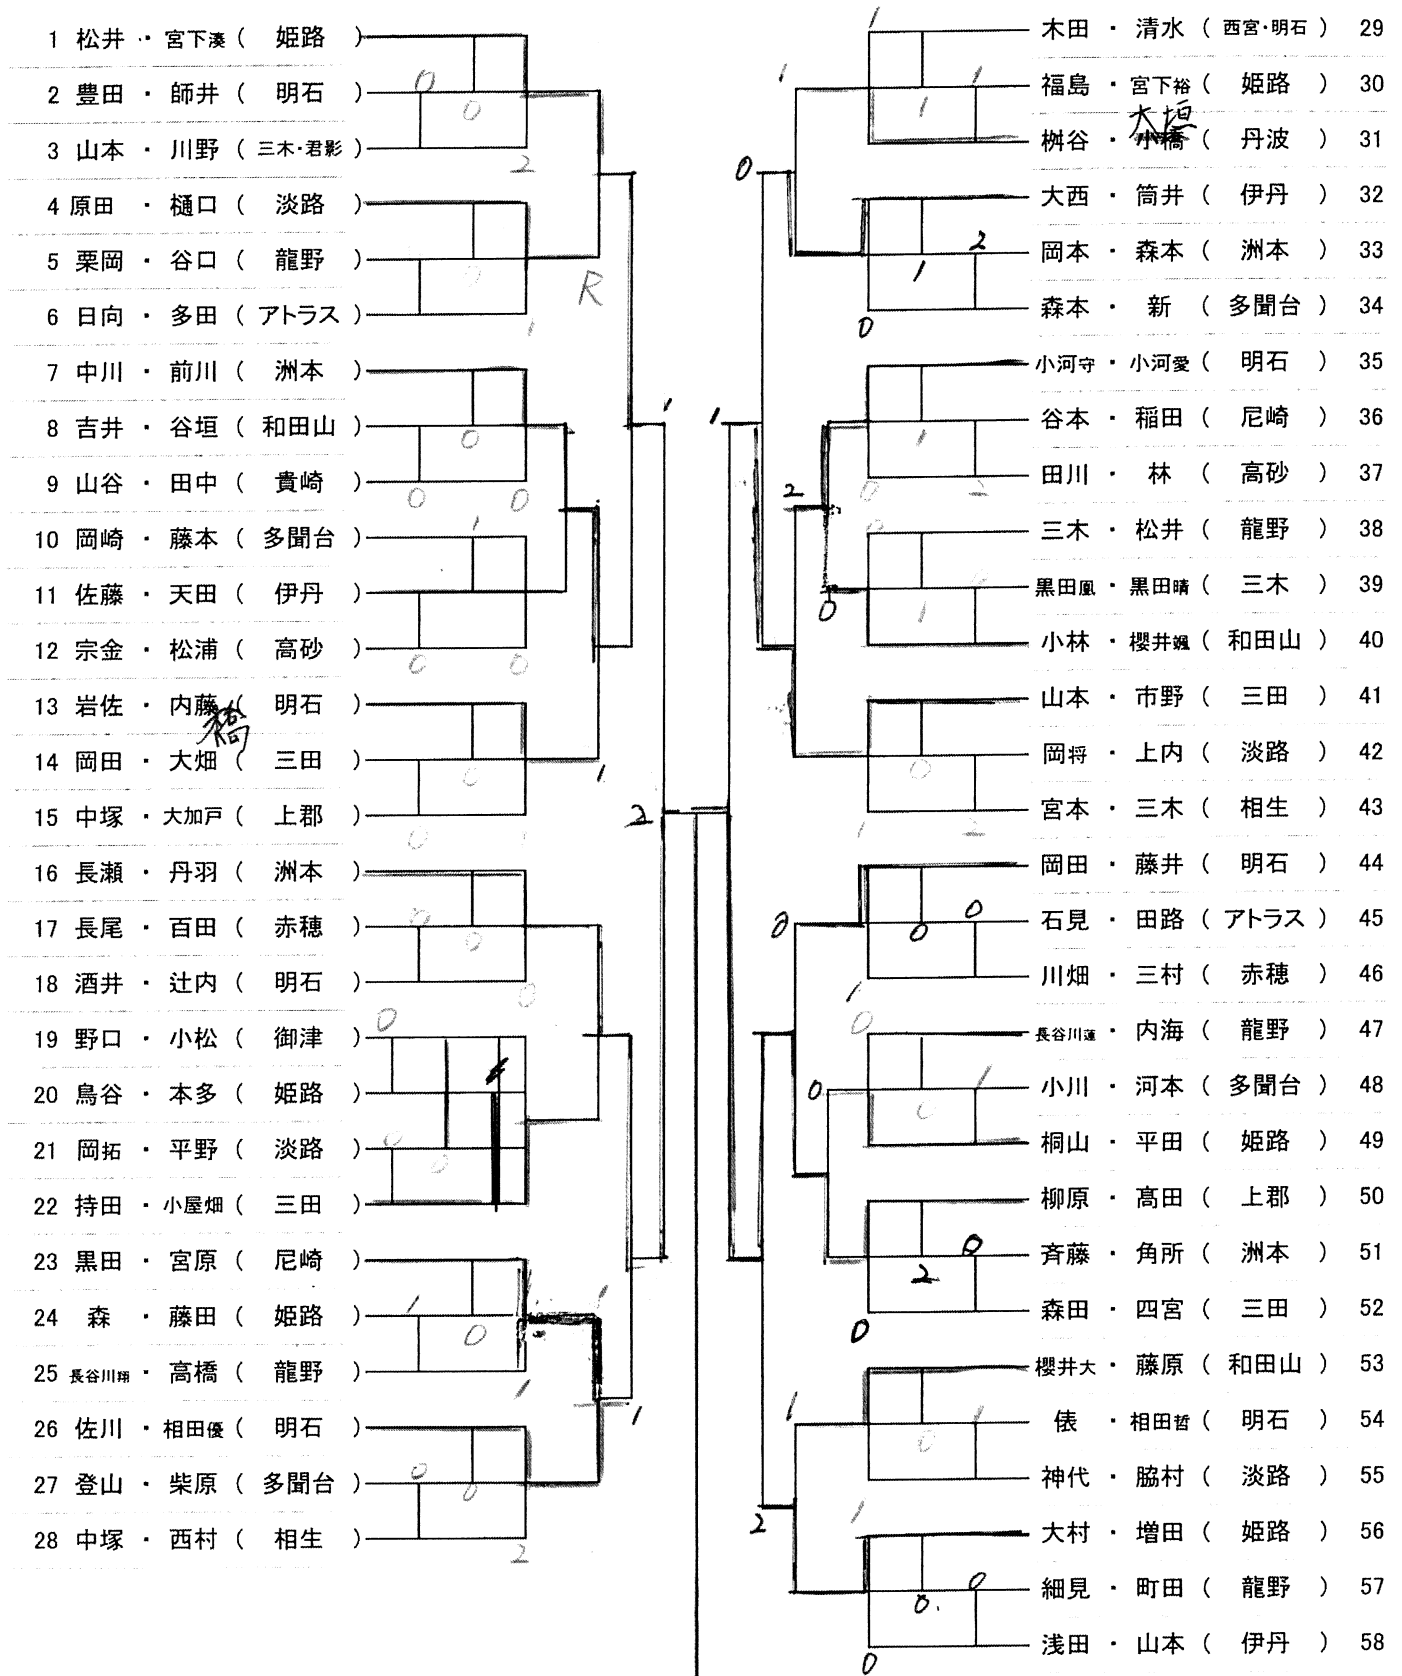 1 松井 ・ 宮下湊 ( 姫路 )
2 豊田 ・ 師井 ( 明石 )
3 山本 ・ 川野 ( 三木・君影 )
4 原田 ・ 樋口 ( 淡路 )
5 栗岡 ・ 谷口 ( 龍野 )
R
6 日向 ・ 多田 ( アトラス )
7 中川 ・ 前川 ( 洲本 )
8 吉井 ・ 谷垣 ( 和田山 )
9 山谷 ・ 田中 ( 貴崎 )
10 岡崎 ・ 藤本 ( 多聞台 )
11 佐藤 ・ 天田 ( 伊丹 )
12 宗金 ・ 松浦 ( 高砂 )
13 岩佐 ・ 内藤 ( 明石 )
橋
14 岡田 ・ 大畑 ( 三田 )
15 中塚 ・ 大加戸 ( 上郡 )
16 長瀬 ・ 丹羽 ( 洲本 )
17 長尾 ・ 百田 ( 赤穂 )
18 酒井 ・ 辻内 ( 明石 )
19 野口 ・ 小松 ( 御津 )
20 鳥谷 ・ 本多 ( 姫路 )
21 岡拓 ・ 平野 ( 淡路 )
22 持田 ・ 小屋畑 ( 三田 )
23 黒田 ・ 宮原 ( 尼崎 )
24 森 ・ 藤田 ( 姫路 )
25 長谷川翔 ・ 高橋 ( 龍野 )
26 佐川 ・ 相田優 ( 明石 )
27 登山 ・ 柴原 ( 多聞台 )
28 中塚 ・ 西村 ( 相生 )
木田 ・ 清水 ( 西宮・明石 ) 29
福島 ・ 宮下裕 ( 姫路 ) 30
大垣
桝谷 ・ 小橋 ( 丹波 ) 31
大西 ・ 筒井 ( 伊丹 ) 32
岡本 ・ 森本 ( 洲本 ) 33
森本 ・ 新 ( 多聞台 ) 34
小河守 ・ 小河愛 ( 明石 ) 35
谷本 ・ 稲田 ( 尼崎 ) 36
田川 ・ 林 ( 高砂 ) 37
三木 ・ 松井 ( 龍野 ) 38
黒田凰 ・ 黒田晴 ( 三木 ) 39
小林 ・ 櫻井颯 ( 和田山 ) 40
山本 ・ 市野 ( 三田 ) 41
岡将 ・ 上内 ( 淡路 ) 42
宮本 ・ 三木 ( 相生 ) 43
岡田 ・ 藤井 ( 明石 ) 44
石見 ・ 田路 ( アトラス ) 45
川畑 ・ 三村 ( 赤穂 ) 46
長谷川蓮 ・ 内海 ( 龍野 ) 47
小川 ・ 河本 ( 多聞台 ) 48
桐山 ・ 平田 ( 姫路 ) 49
柳原 ・ 髙田 ( 上郡 ) 50
斉藤 ・ 角所 ( 洲本 ) 51
森田 ・ 四宮 ( 三田 ) 52
櫻井大 ・ 藤原 ( 和田山 ) 53
俵 ・ 相田哲 ( 明石 ) 54
神代 ・ 脇村 ( 淡路 ) 55
大村 ・ 増田 ( 姫路 ) 56
細見 ・ 町田 ( 龍野 ) 57
浅田 ・ 山本 ( 伊丹 ) 58